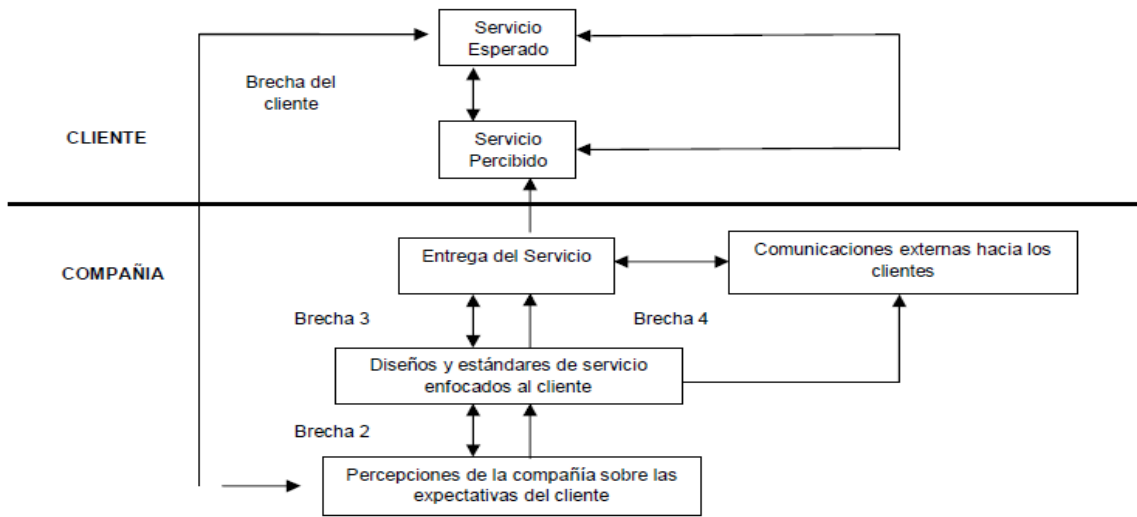 Servicio
Esperado
Brecha del
cliente
CLIENTE
Servicio
Percibido
Entrega del Servicio
Comunicaciones externas hacia los
clientes
COMPAÑIA
Brecha 3
Brecha 4
Diseños y estándares de servicio
enfocados al cliente
Brecha 2
Percepciones de la compañía sobre las
expectativas del cliente